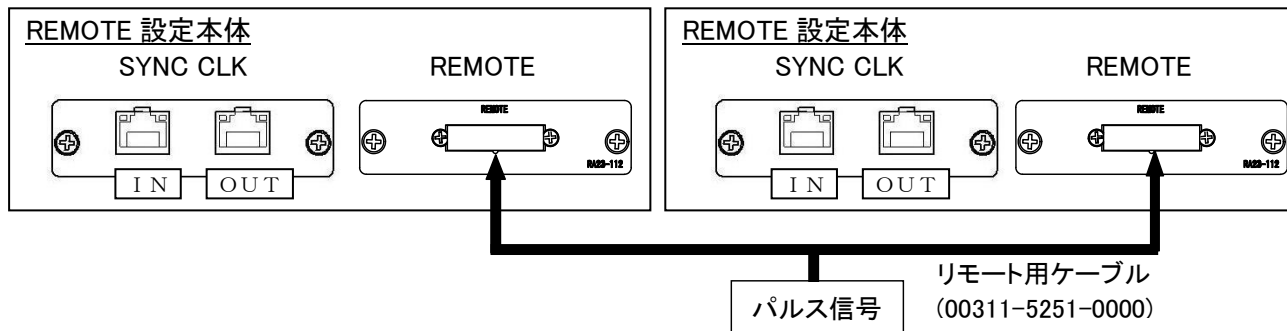 REMOTE 設定本体
SYNC CLK REMOTE
REMOTE
RA23-112
IN OUT
REMOTE 設定本体
SYNC CLK REMOTE
REMOTE
RA23-112
IN OUT
パルス信号
リモート用ケーブル
(00311-5251-0000)